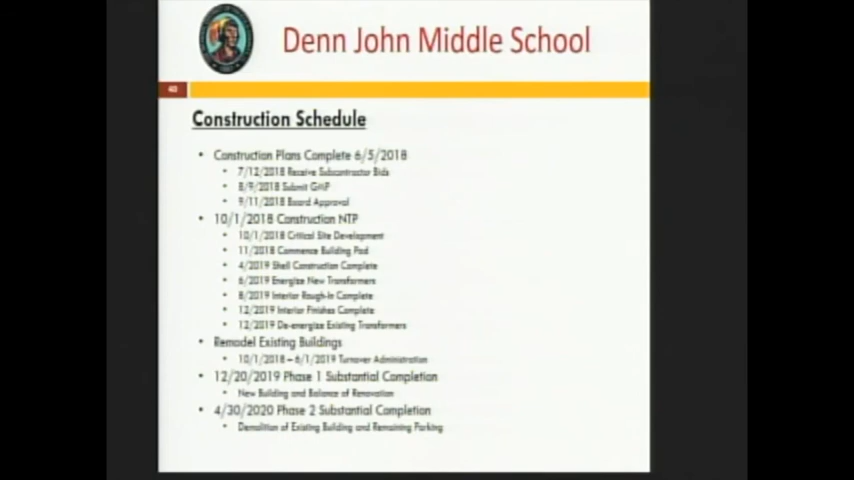 Denn John Middle School
40
Construction Schedule
• Construction Plans Complete 6/5/2018
• 7/12/2018 Receive Subcontractor Bids
• 8/9/2018 Submit GMP
• 9/11/2018 Board Approval
• 10/1/2018 Construction NTP
• 10/1/2018 Critical Site Development
• 11/2018 Commence Building Pad
• 4/2019 Shell Construction Complete
• 6/2019 Energize New Transformers
• 8/2019 Interior Rough-In Complete
• 12/2019 Interior Finishes Complete
• 12/2019 De-energize Existing Transformers
• Remodel Existing Buildings
• 10/1/2018 – 6/1/2019 Turnover Administration
• 12/20/2019 Phase 1 Substantial Completion
• New Building and Balance of Renovation
• 4/30/2020 Phase 2 Substantial Completion
• Demolition of Existing Building and Remaining Parking